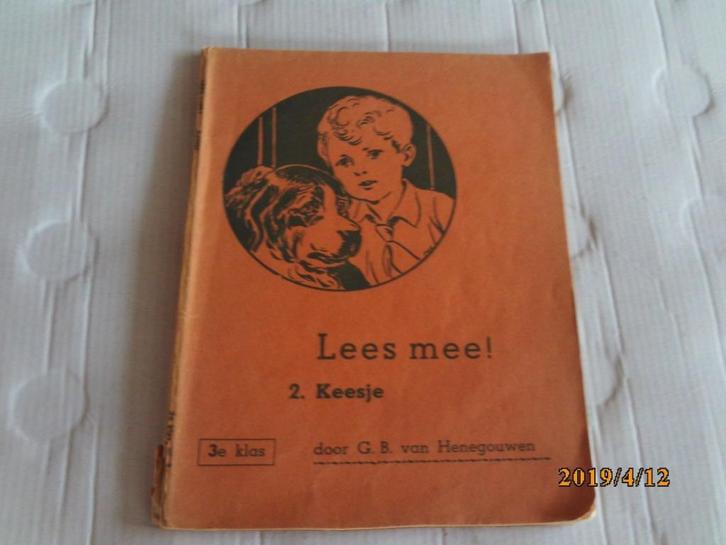 Lees mee!
2. Keesje
3e klas
door G. B. van Henegouwen
2019/4/12